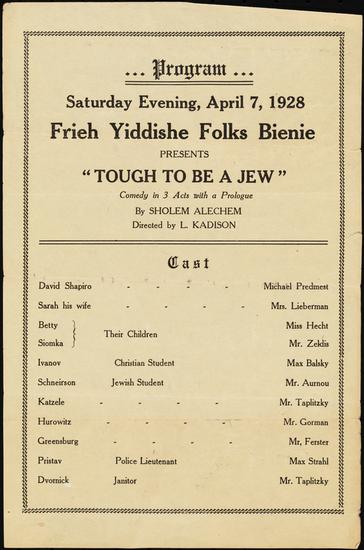 ... Program ...
Saturday Evening, April 7, 1928
Frieh Yiddishe Folks Bienie
PRESENTS
“TOUGH TO BE A JEW”
Comedy in 3 Acts with a Prologue
By SHOLEM ALECHEM
Directed by L. KADISON
Cast
David Shapiro - - - - Michael Predmest
Sarah his wife - - - - Mrs. Lieberman
Betty } Their Children Miss Hecht
Siomka } Mr. Zeklis
Ivanov Christian Student Max Balsky
Schneirson Jewish Student Mr. Aurnou
Katzele - - - - Mr. Taplitzky
Hurowitz - - - - Mr. Gorman
Greensburg - - - - Mr, Ferster
Pristav Police Lieutenant Max Strahl
Dvornick Janitor Mr. Taplitzky